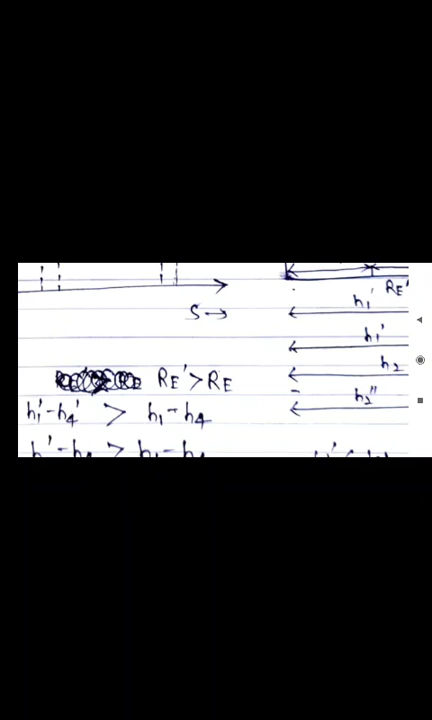 RE'
h₁'
S →
h₁'
h₂
RE' > RE
h₂''
h₁' - h₄' > h₁ - h₄